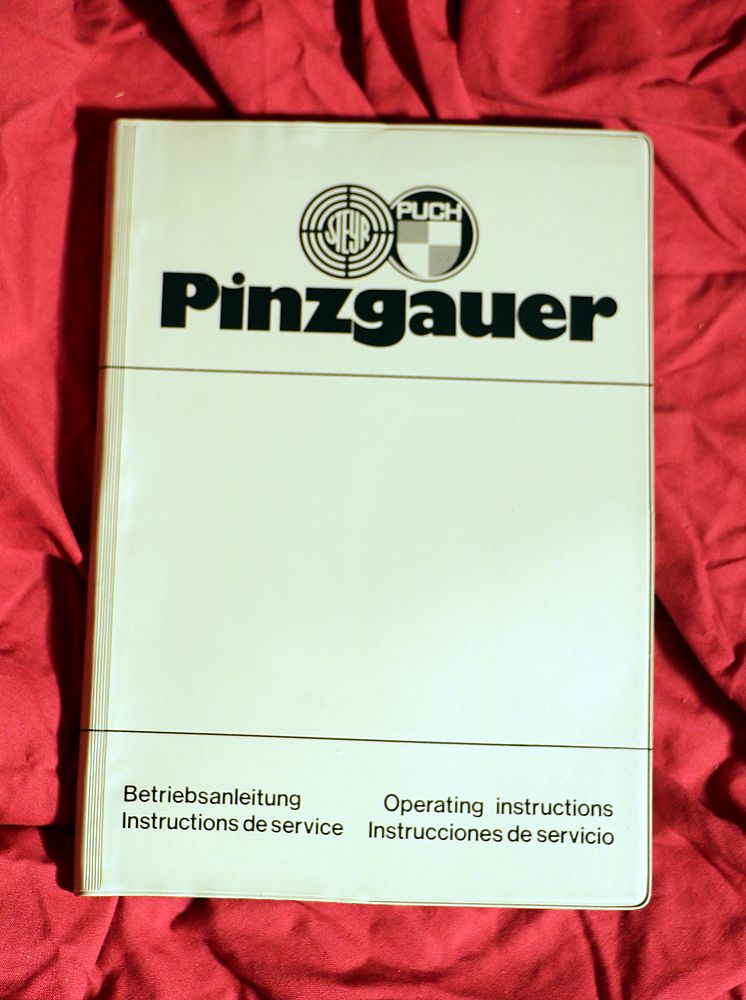 STEYR PUCH
Pinzgauer
Betriebsanleitung Operating instructions
Instructions de service Instrucciones de servicio